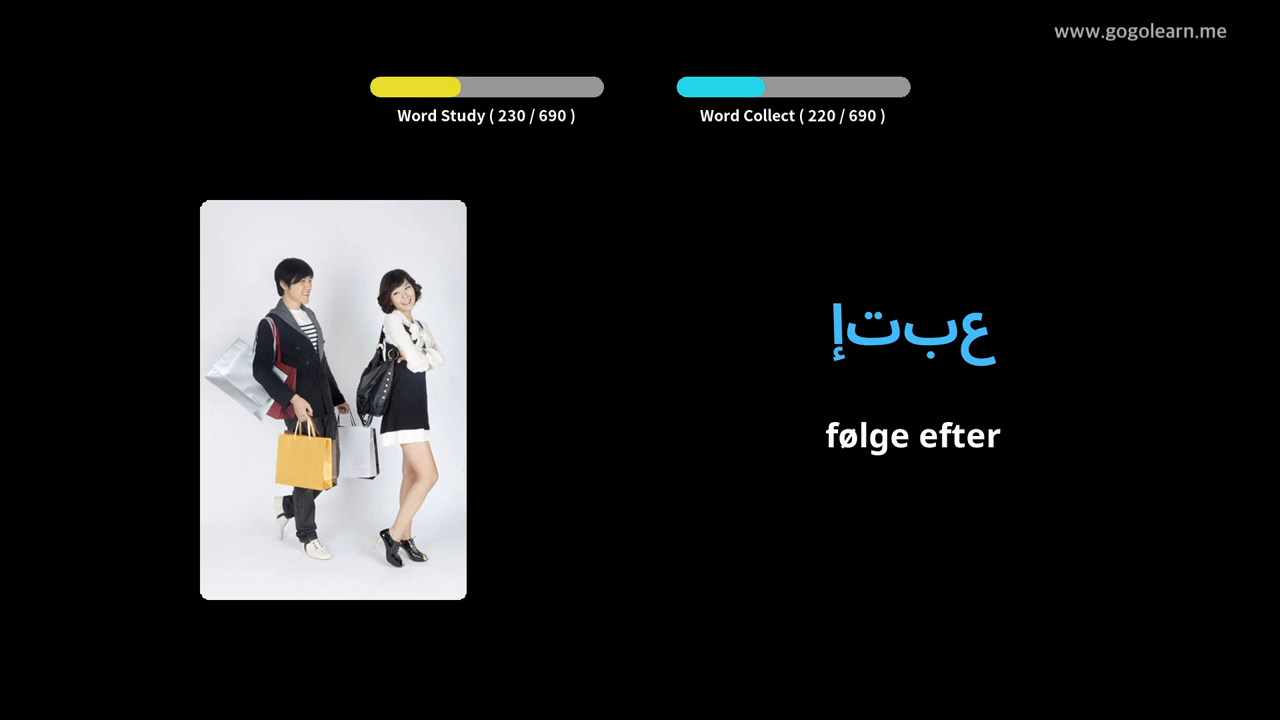 www.gogolearn.me
Word Study ( 230 / 690 )
Word Collect ( 220 / 690 )
إتبع
følge efter